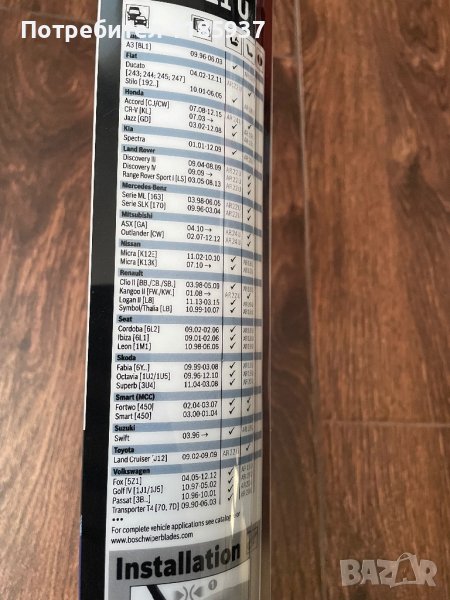 Потребител 1185937
A3 [8L1] 09.96-06.03
Fiat
Ducato 04.02-12.11
[243; 244; 245; 247]
Stilo [192..] 10.01-06.05
Honda
Accord [CJ/CW] 07.08-12.15
CR-V [KL] 07.03 →
Jazz [GD] 03.02-12.08
Kia
Spectra 01.01-12.09
Land Rover
Discovery III 09.04-08.09
Discovery IV 09.09 →
Range Rover Sport I [LS] 03.05-08.13
Mercedes-Benz
Serie ML [163] 03.98-06.05
Serie SLK [170] 09.96-03.04
Mitsubishi
ASX [GA] 04.10 →
Outlander [CW] 02.07-12.12
Nissan
Micra [K12E] 11.02-10.10
Micra [K13K] 07.10 →
Renault
Clio II [BB./CB./SB.] 03.98-05.09
Kangoo II [FW./KW.] 01.08 →
Logan II [L8] 11.13-03.15
Symbol/Thalia [LB] 10.99-10.07
Seat
Cordoba [6L2] 09.02-02.06
Ibiza [6L1] 09.01-02.06
Leon [1M1] 10.98-06.05
Skoda
Fabia [6Y..] 09.99-03.08
Octavia [1U2/1U5] 09.96-12.10
Superb [3U4] 11.04-03.08
Smart (MCC)
Fortwo [450] 02.04-03.07
Smart [450] 03.00-01.04
Suzuki
Swift 03.96 →
Toyota
Land Cruiser [J12] 09.02-09.09
Volkswagen
Fox [5Z1] 04.05-12.12
Golf IV [1J1/1J5] 10.97-05.02
Passat [3B..] 10.96-10.01
Transporter T4 [70, 7D] 09.90-06.03
•••
For complete vehicle applications see catalogue or
www.boschwiperblades.com
Installation
1
BAZAR.BG